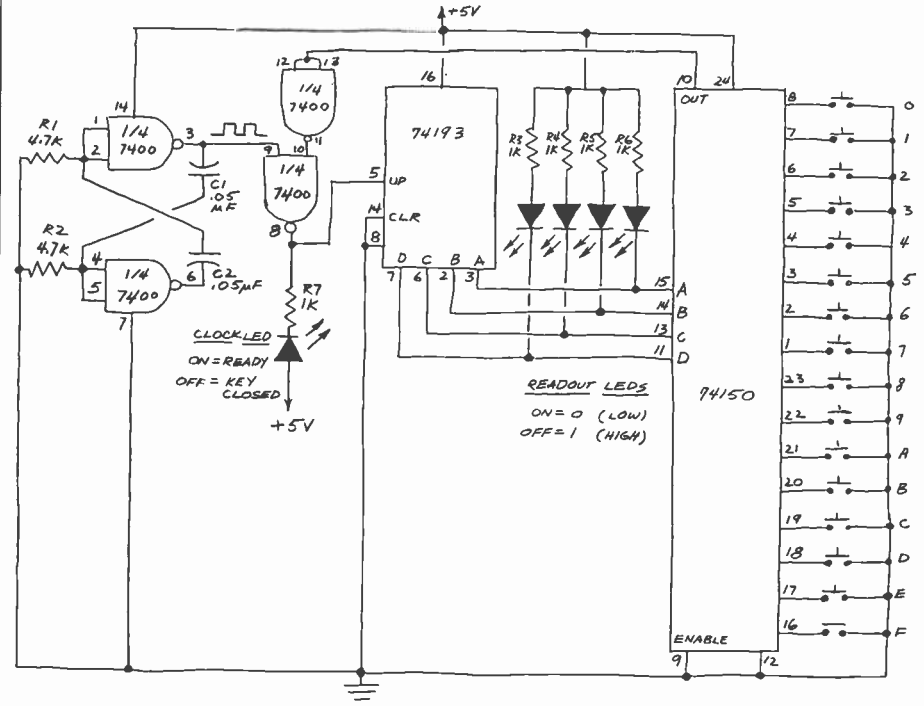 +5V
14
R1
4.7K
1
2
1/4
7400
3
C1
.05
µF
R2
4.7K
4
5
1/4
7400
6
C2
.05µF
7
12
13
1/4
7400
11
9
10
1/4
7400
8
R7
1K
CLOCK LED
ON = READY
OFF = KEY
CLOSED
+5V
16
74193
5
UP
14
CLR
8
D
C
B
A
7
6
2
3
R3
1K
R4
1K
R5
1K
R6
1K
READOUT LEDS
ON = 0 (LOW)
OFF = 1 (HIGH)
10
24
OUT
15
A
14
B
13
C
11
D
74150
ENABLE
9
12
8
0
7
1
6
2
5
3
4
4
3
5
2
6
1
7
23
8
22
9
21
A
20
B
19
C
18
D
17
E
16
F